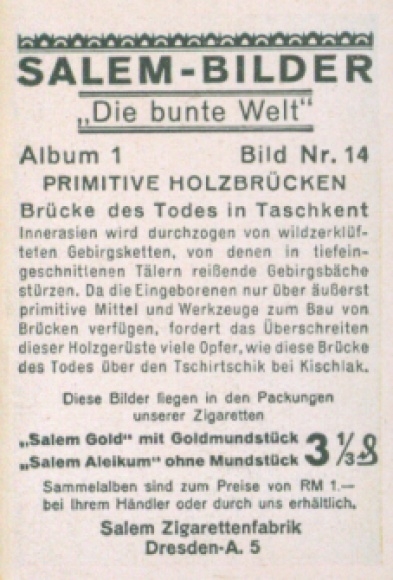 SALEM-BILDER
„Die bunte Welt“
Album 1 Bild Nr. 14
PRIMITIVE HOLZBRÜCKEN
Brücke des Todes in Taschkent
Innerasien wird durchzogen von wildzerklüf-
teten Gebirgsketten, von denen in tiefein-
geschnittenen Tälern reißende Gebirgsbäche
stürzen. Da die Eingeborenen nur über äußerst
primitive Mittel und Werkzeuge zum Bau von
Brücken verfügen, fordert das Überschreiten
dieser Holzgerüste viele Opfer, wie diese Brücke
des Todes über den Tschirtschik bei Kischlak.
Diese Bilder liegen in den Packungen
unserer Zigaretten
„Salem Gold“ mit Goldmundstück 3 1/3 ₰
„Salem Aleikum“ ohne Mundstück
Sammelalben sind zum Preise von RM 1.—
bei Ihrem Händler oder durch uns erhältlich.
Salem Zigarettenfabrik
Dresden-A. 5